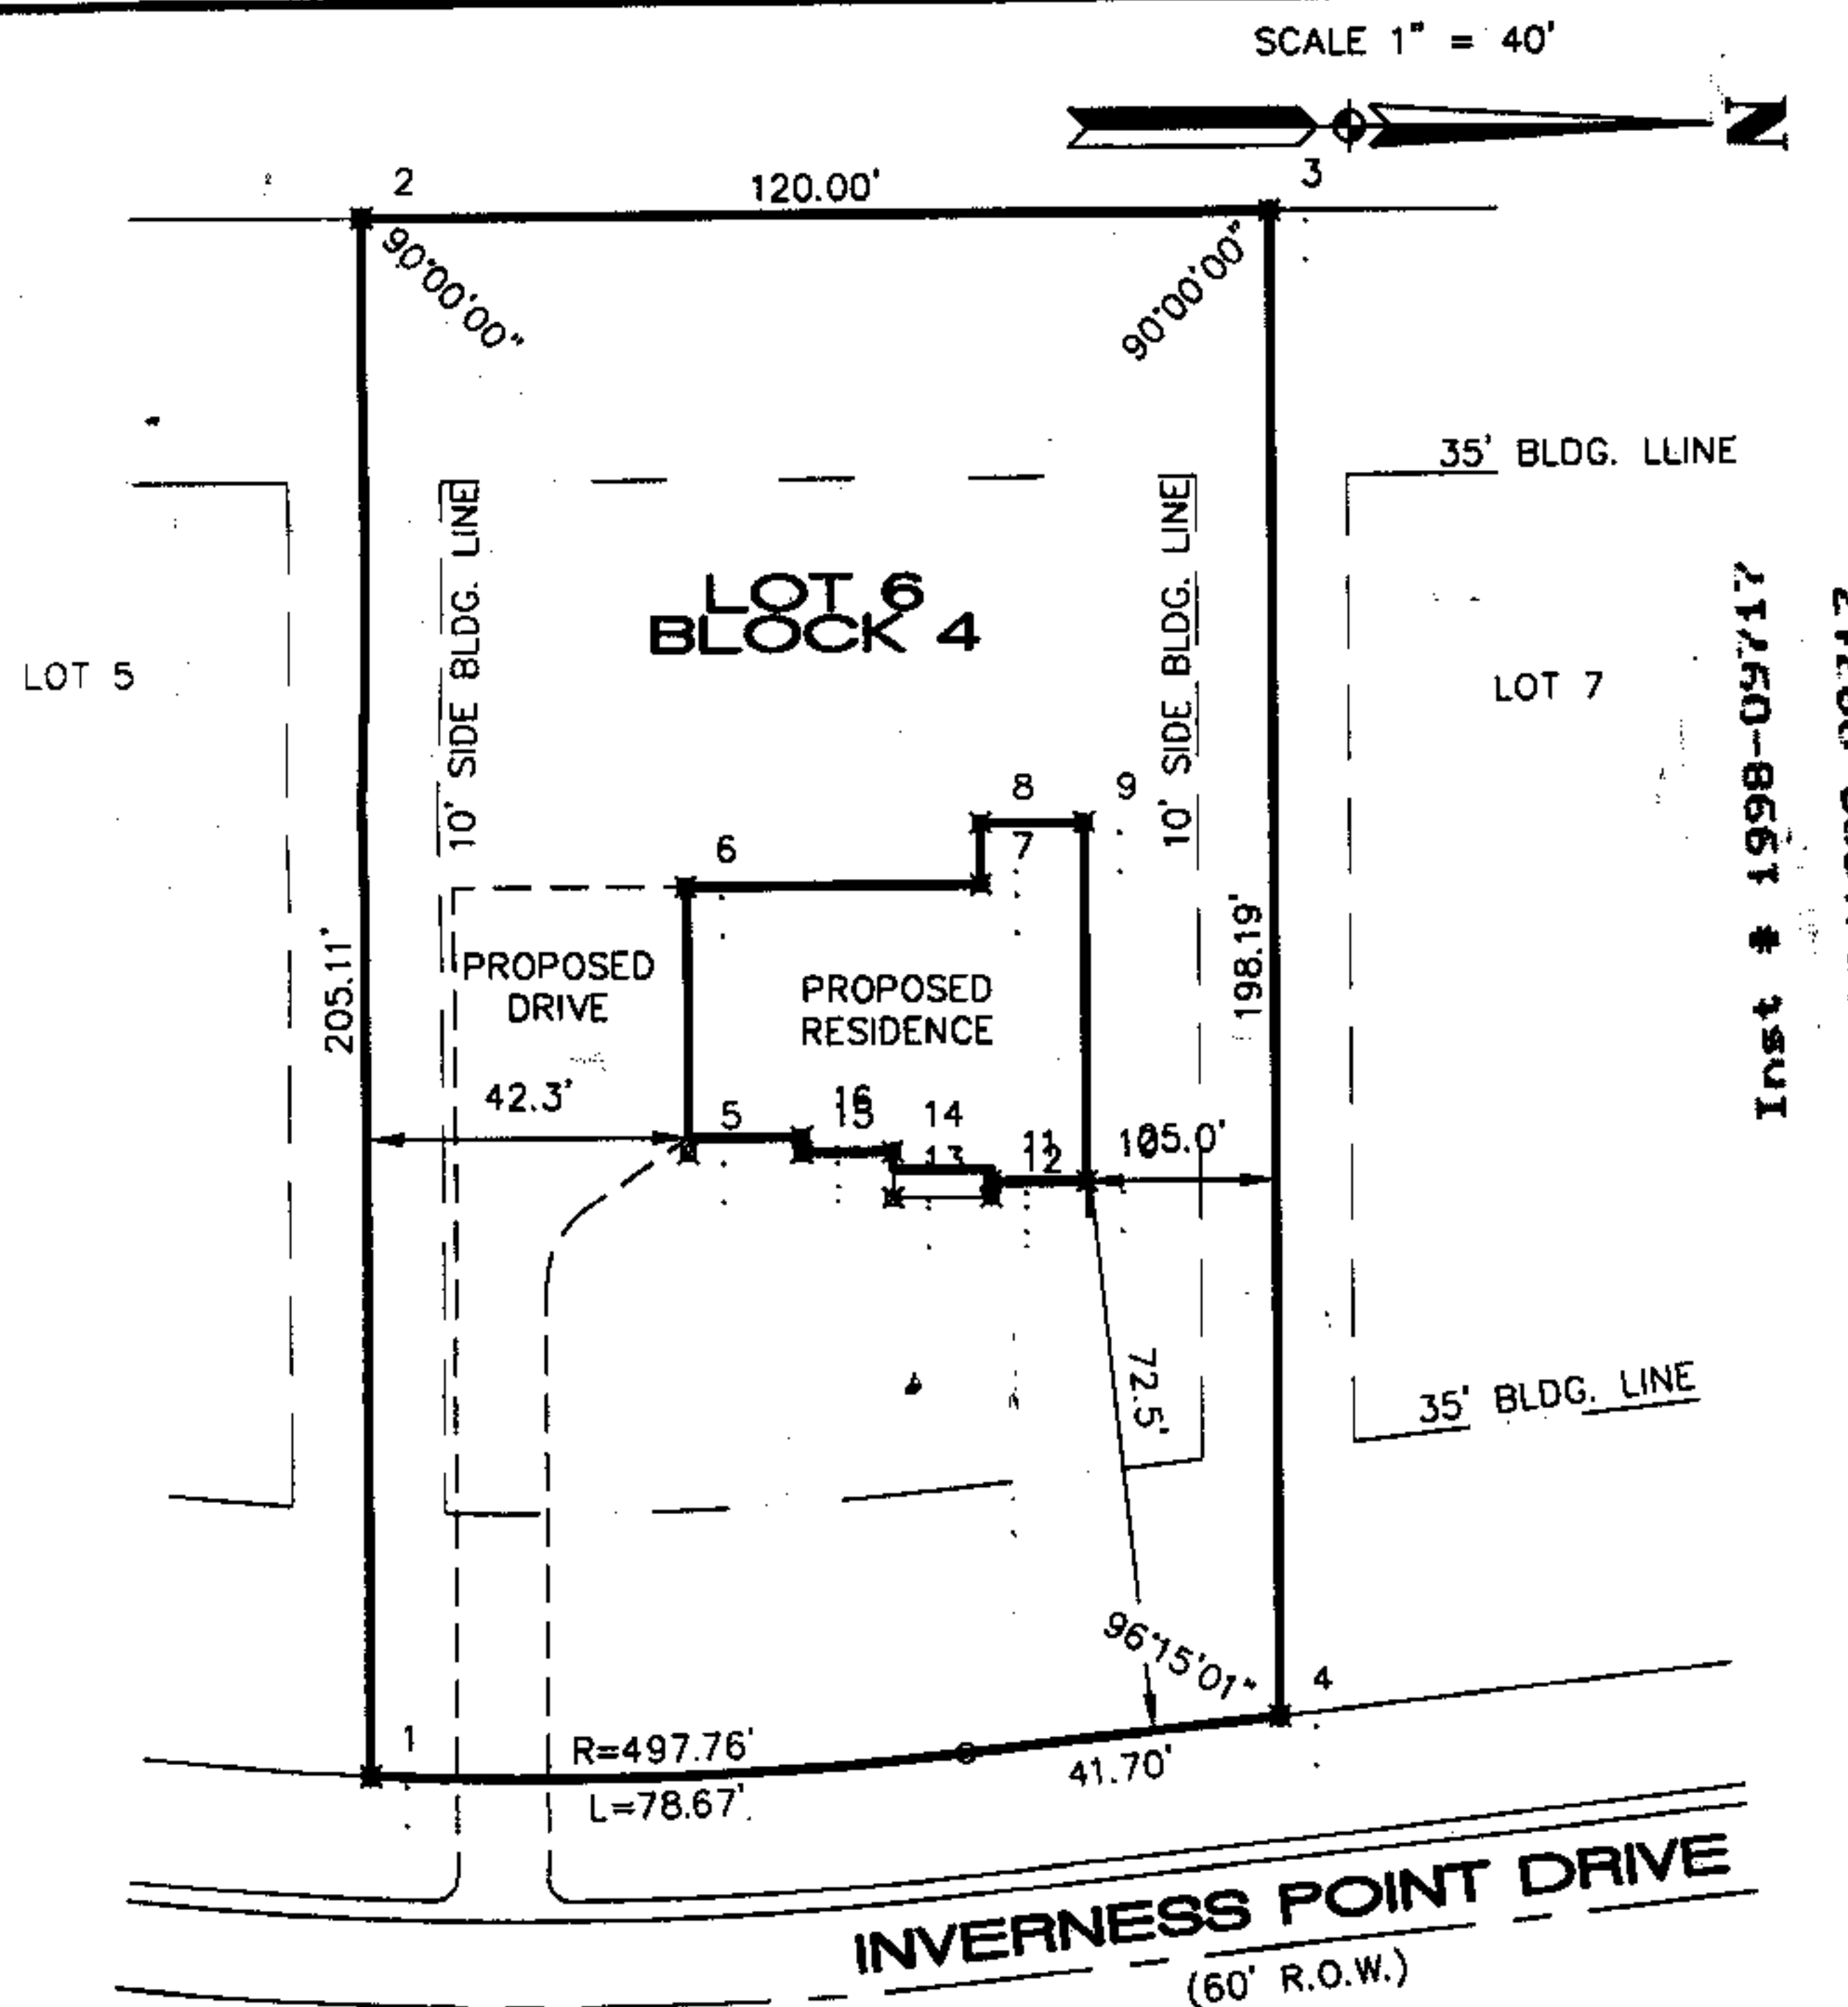 SCALE 1" = 40'
N
2
120.00'
3
90°00'00"
90°00'00"
35' BLDG. LLINE
10' SIDE BLDG. LINE
10' SIDE BLDG. LINE
LOT 6
BLOCK 4
LOT 5
LOT 7
Inst # 1998-09717
8
9
6
7
205.11'
198.19'
PROPOSED
DRIVE
PROPOSED
RESIDENCE
42.3'
5
16
14
13
11
12
72.5'
35' BLDG. LINE
96°15'01"
4
1
R=497.76'
41.70'
L=78.67'
INVERNESS POINT DRIVE
(60' R.O.W.)